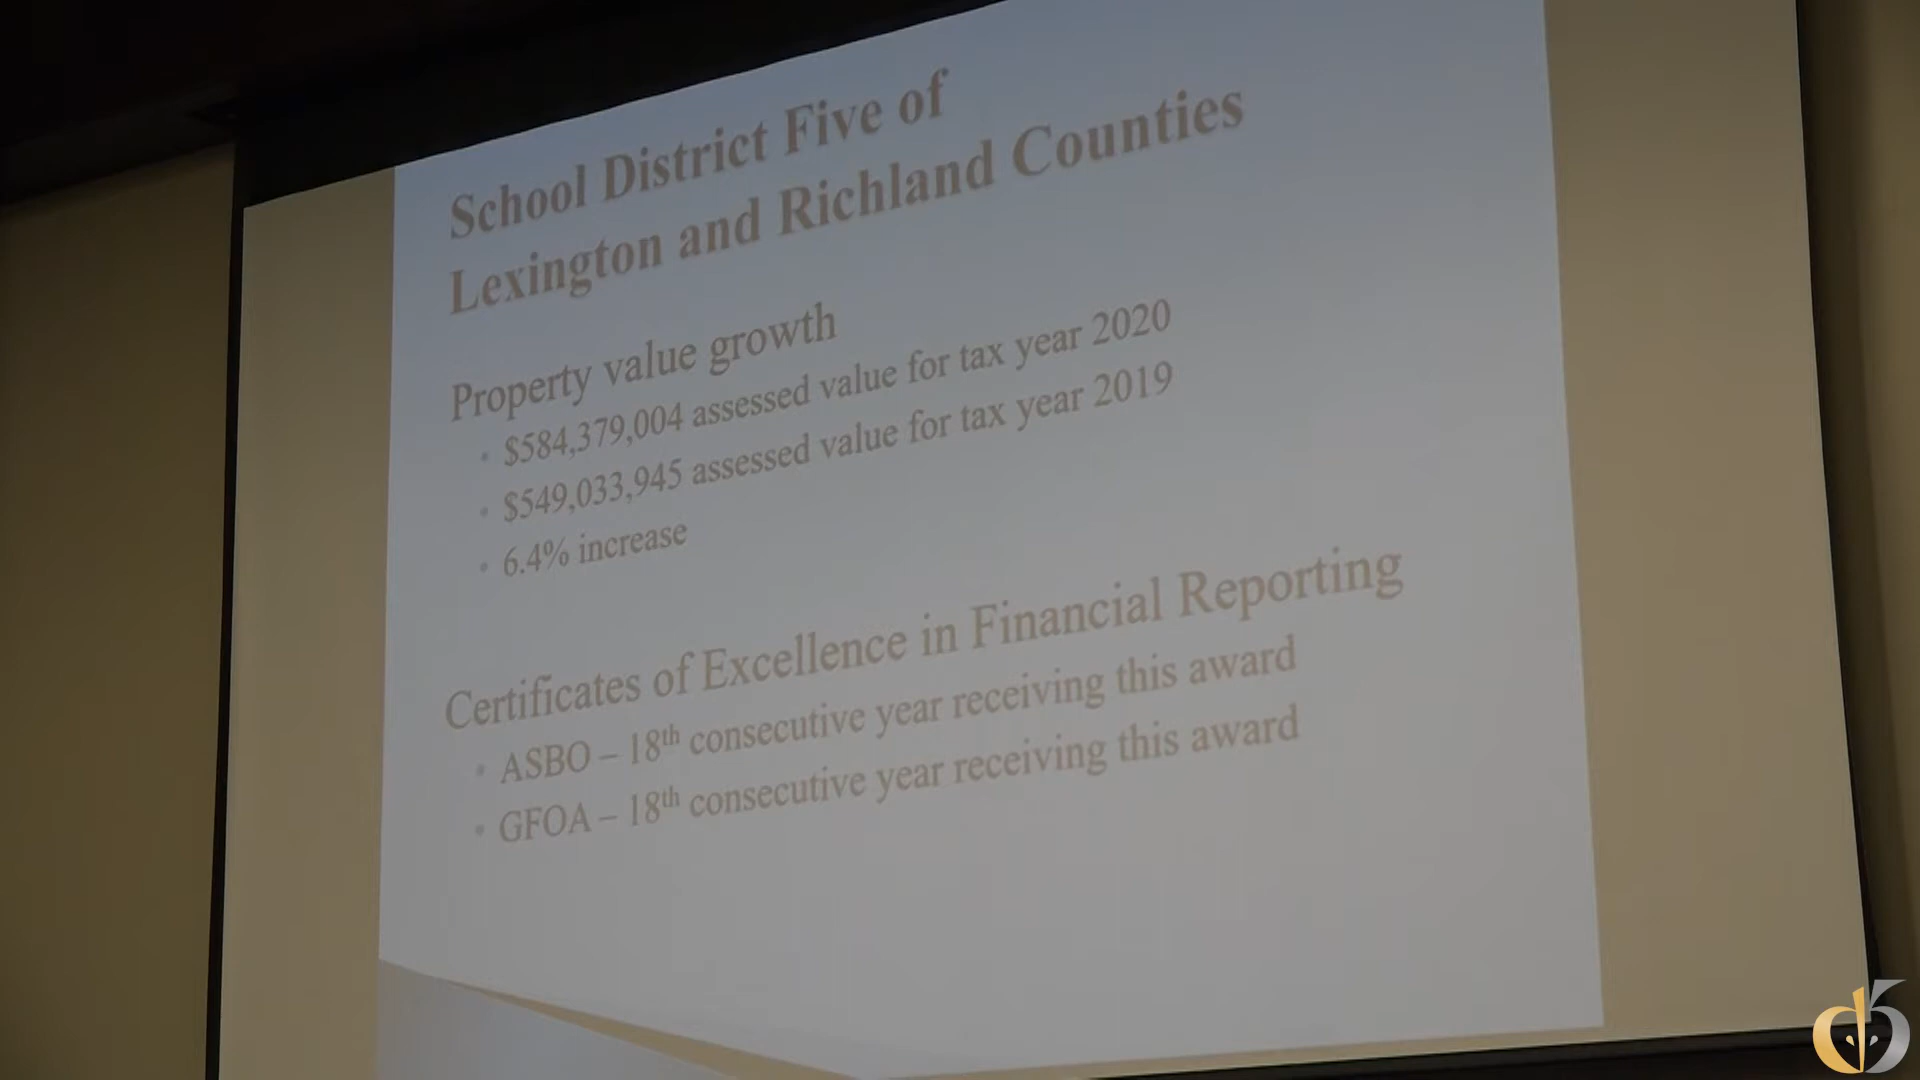 School District Five of
Lexington and Richland Counties
Property value growth
• $584,379,004 assessed value for tax year 2020
• $549,033,945 assessed value for tax year 2019
• 6.4% increase
Certificates of Excellence in Financial Reporting
• ASBO – 18th consecutive year receiving this award
• GFOA – 18th consecutive year receiving this award